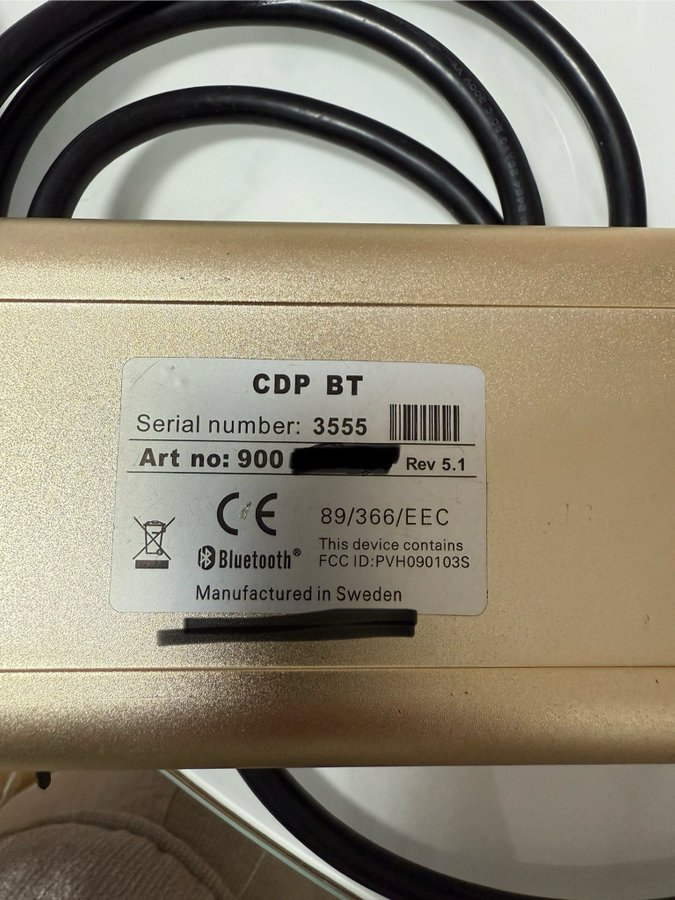 CDP BT
Serial number: 3555
Art no: 900 Rev 5.1
CE 89/366/EEC
Bluetooth® This device contains
FCC ID:PVH090103S
Manufactured in Sweden